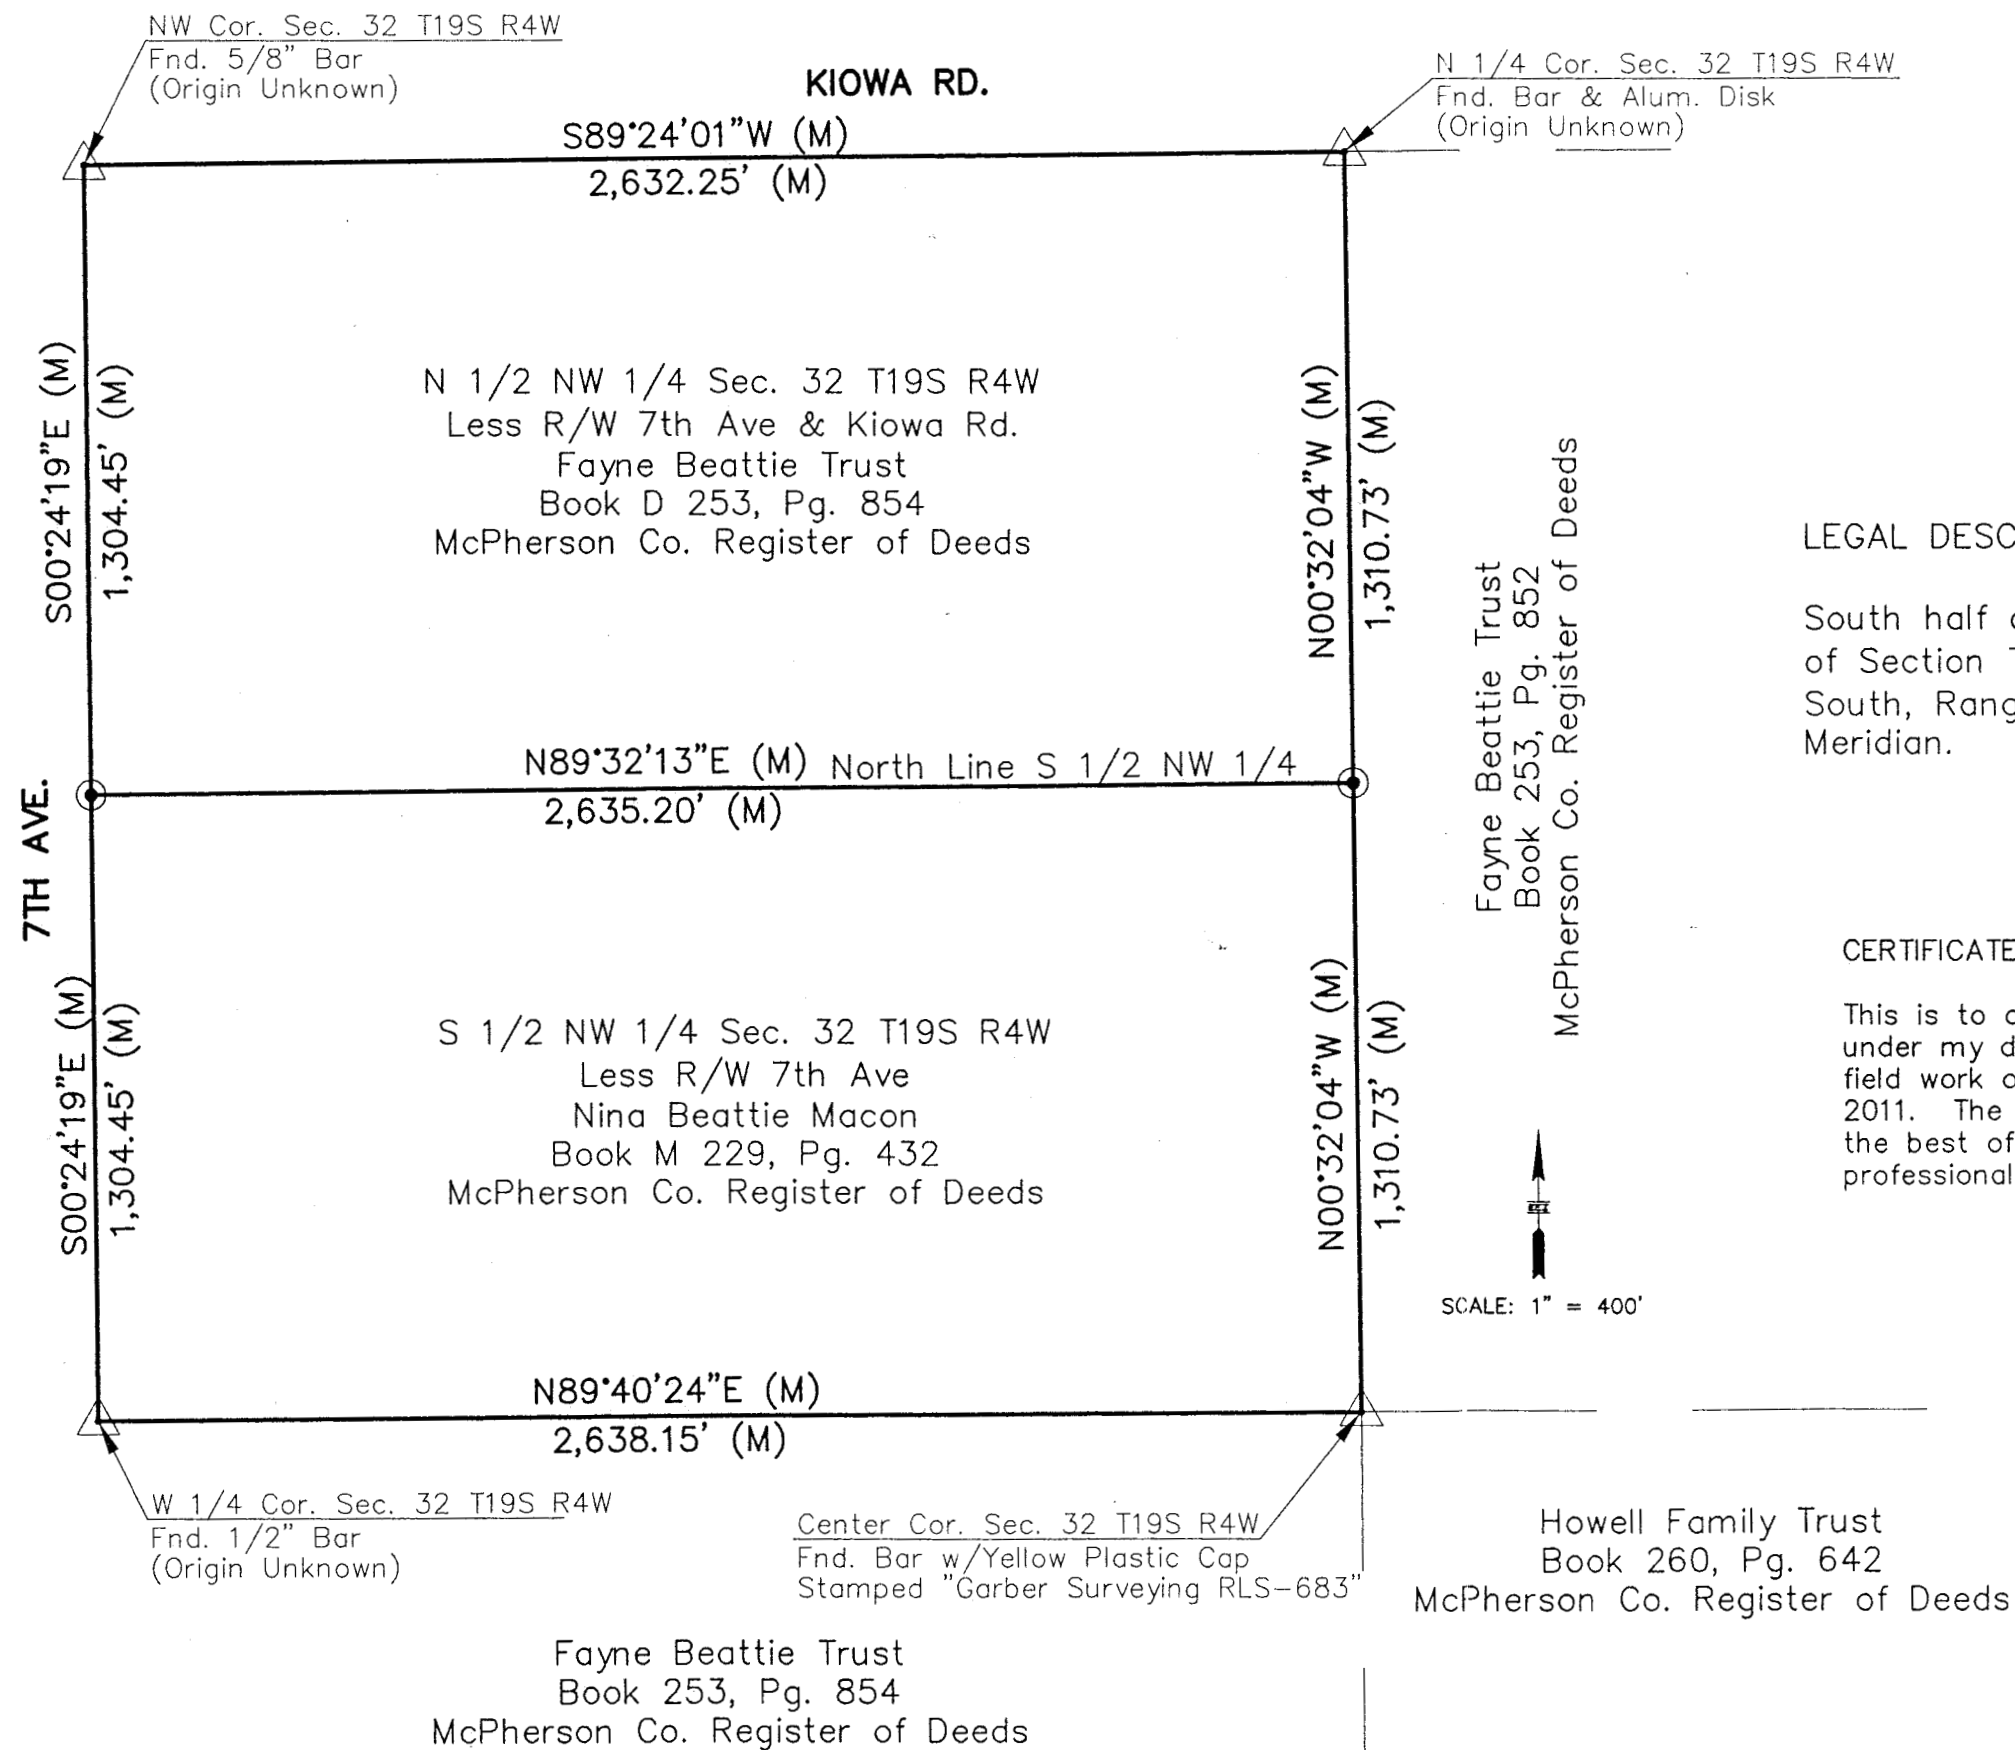 NW Cor. Sec. 32 T19S R4W
Fnd. 5/8" Bar
(Origin Unknown)
KIOWA RD.
N 1/4 Cor. Sec. 32 T19S R4W
Fnd. Bar & Alum. Disk
(Origin Unknown)
S89°24'01"W (M)
2,632.25' (M)
S00°24'19"E (M)
1,304.45' (M)
N 1/2 NW 1/4 Sec. 32 T19S R4W
Less R/W 7th Ave & Kiowa Rd.
Fayne Beattie Trust
Book D 253, Pg. 854
McPherson Co. Register of Deeds
N00°32'04"W (M)
1,310.73' (M)
Fayne Beattie Trust
Book 253, Pg. 852
McPherson Co. Register of Deeds
LEGAL DESC
South half
of Section
South, Rang
Meridian.
N89°32'13"E (M) North Line S 1/2 NW 1/4
2,635.20' (M)
7TH AVE.
S00°24'19"E (M)
1,304.45' (M)
S 1/2 NW 1/4 Sec. 32 T19S R4W
Less R/W 7th Ave
Nina Beattie Macon
Book M 229, Pg. 432
McPherson Co. Register of Deeds
N00°32'04"W (M)
1,310.73' (M)
CERTIFICATE
This is to c
under my d
field work o
2011. The
the best of
professional
SCALE: 1" = 400'
N89°40'24"E (M)
2,638.15' (M)
W 1/4 Cor. Sec. 32 T19S R4W
Fnd. 1/2" Bar
(Origin Unknown)
Center Cor. Sec. 32 T19S R4W
Fnd. Bar w/Yellow Plastic Cap
Stamped "Garber Surveying RLS-683"
Howell Family Trust
Book 260, Pg. 642
McPherson Co. Register of Deeds
Fayne Beattie Trust
Book 253, Pg. 854
McPherson Co. Register of Deeds